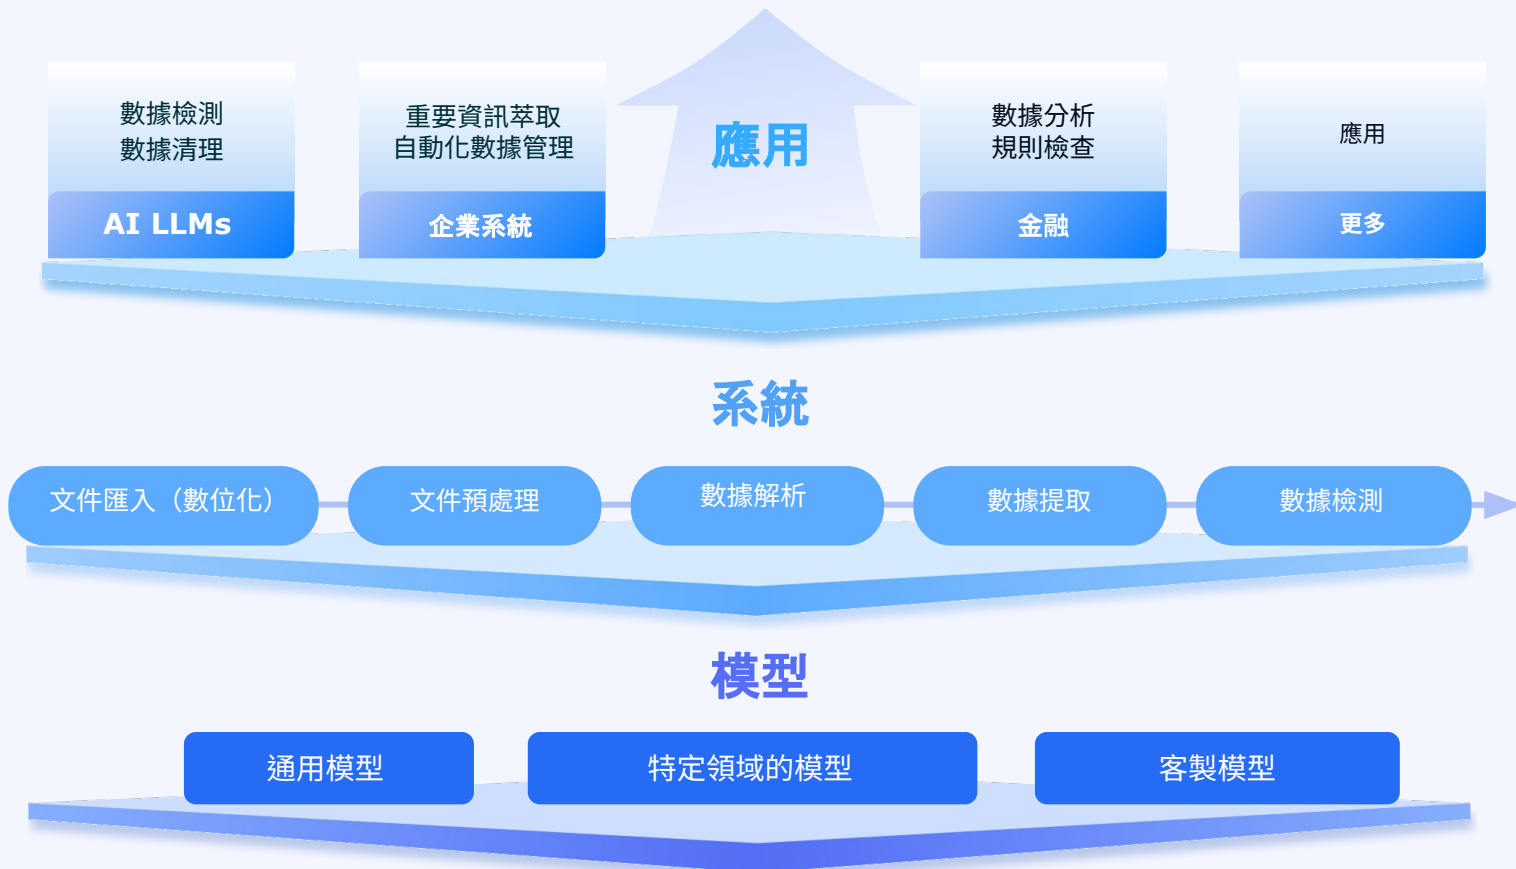 數據檢測
數據清理
AI LLMs
重要資訊萃取
自動化數據管理
企業系統
應用
數據分析
規則檢查
金融
應用
更多
系統
文件匯入（數位化）
文件預處理
數據解析
數據提取
數據檢測
模型
通用模型
特定領域的模型
客製模型